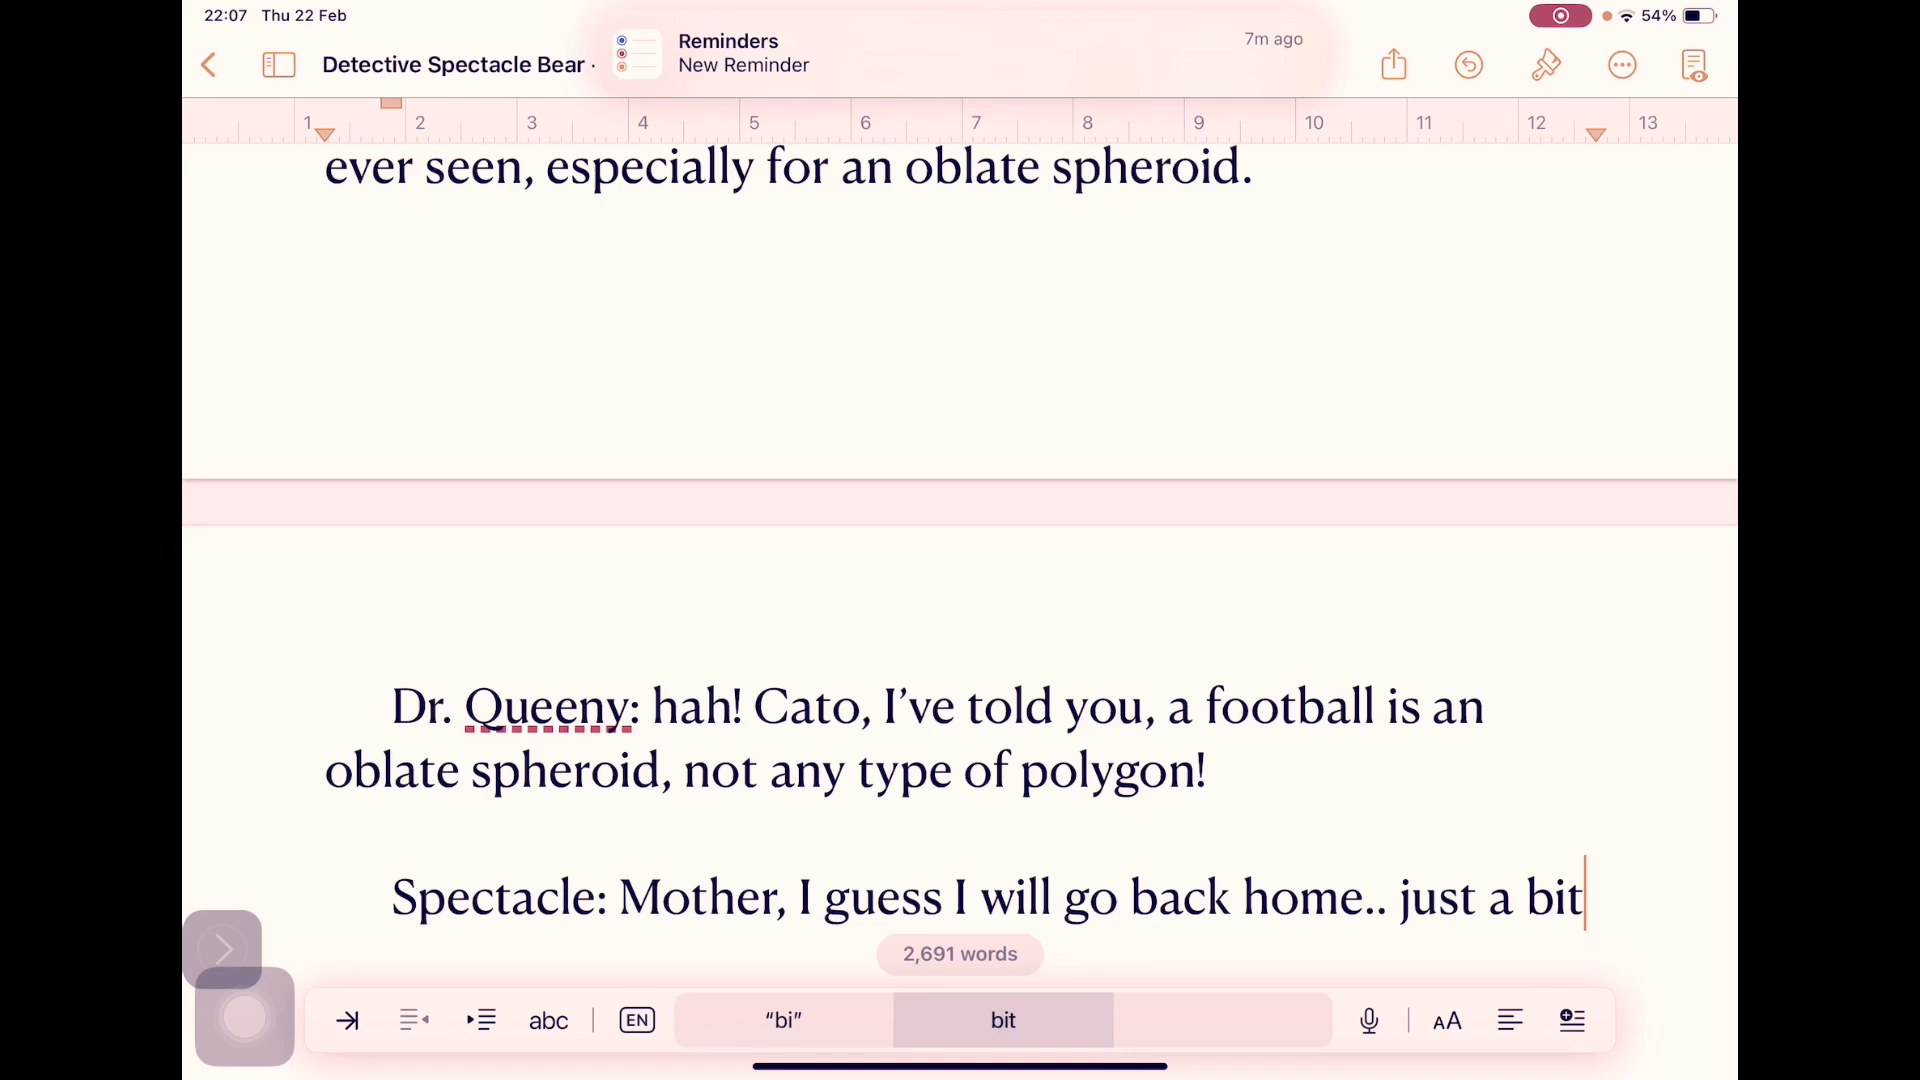 22:07 Thu 22 Feb
54%
Reminders
7m ago
New Reminder
Detective Spectacle Bear ·
1 2 3 4 5 6 7 8 9 10 11 12 13
ever seen, especially for an oblate spheroid.
Dr. Queeny: hah! Cato, I’ve told you, a football is an
oblate spheroid, not any type of polygon!
Spectacle: Mother, I guess I will go back home.. just a bit
2,691 words
abc
EN
“bi”
bit
AA